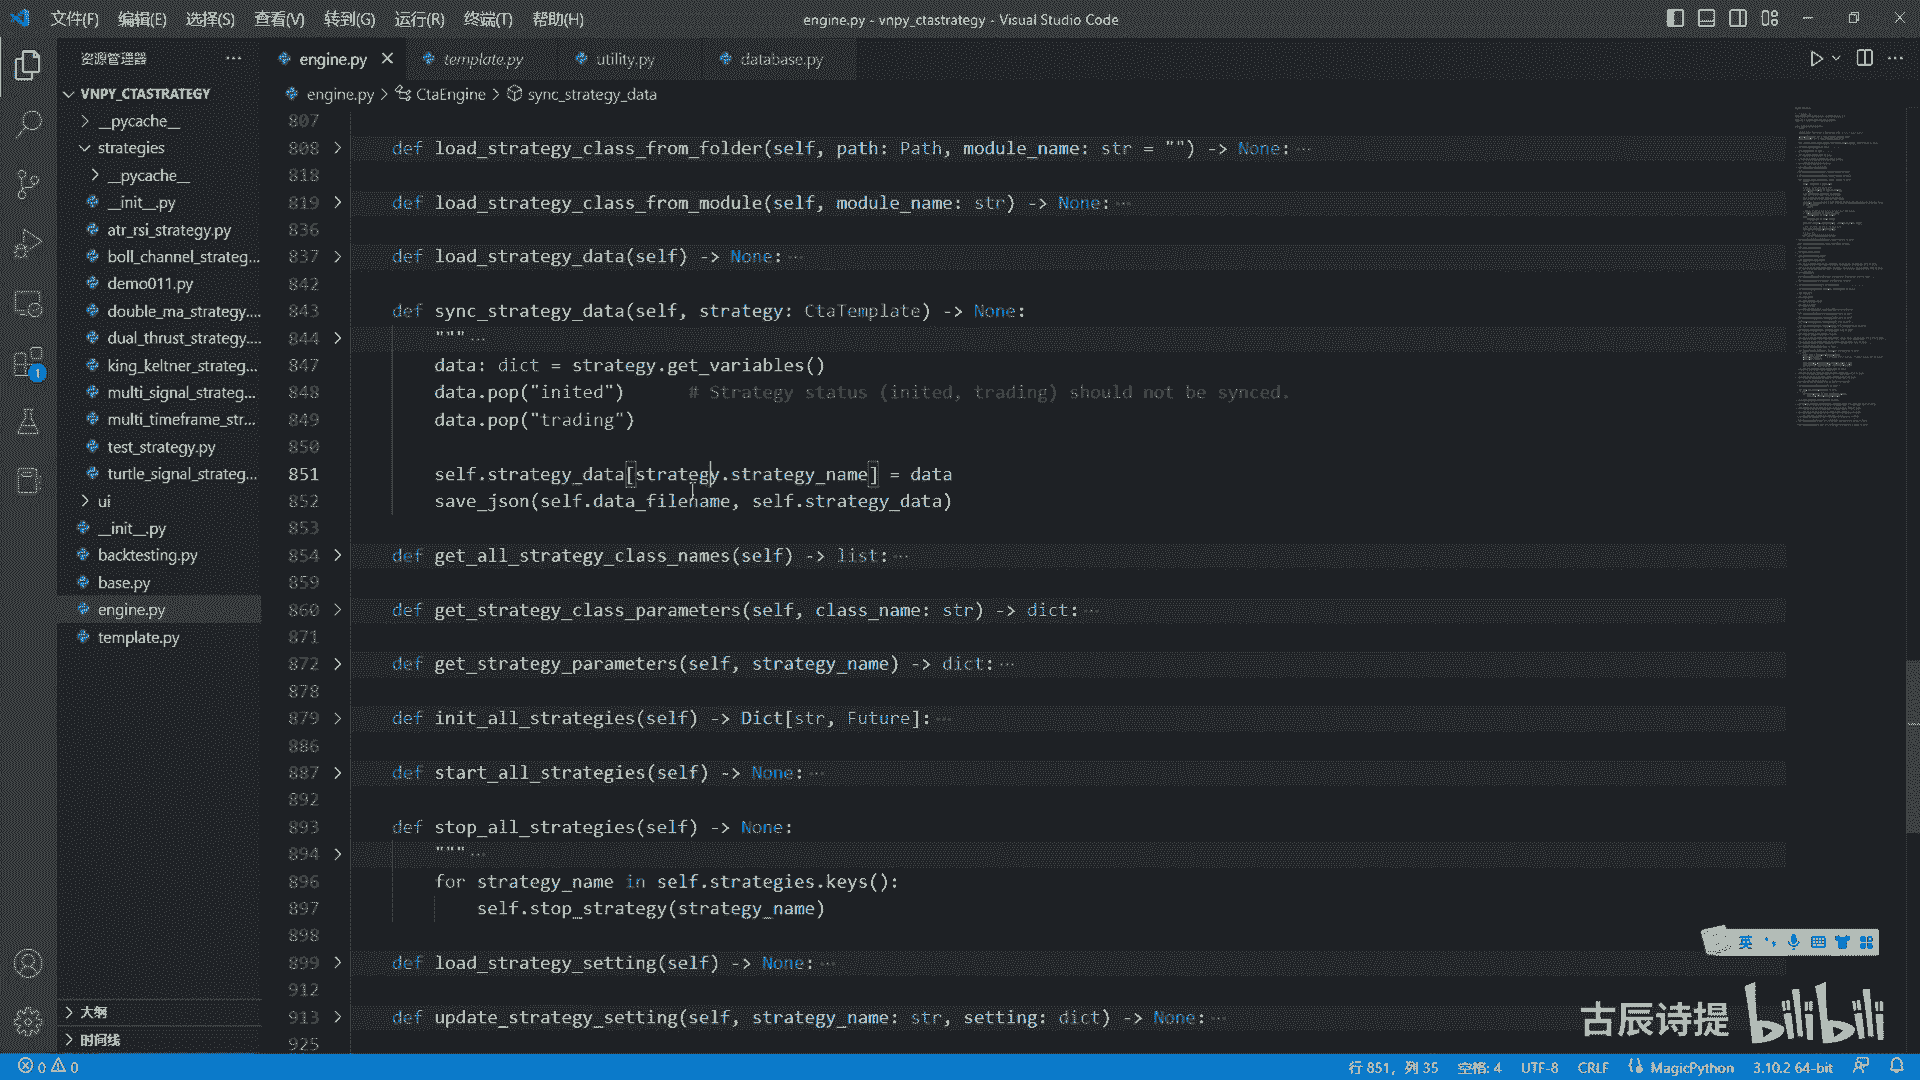 文件(F) 编辑(E) 选择(S) 查看(V) 转到(G) 运行(R) 终端(T) 帮助(H) engine.py - vnpy_ctastrategy - Visual Studio Code
资源管理器 ···
engine.py template.py utility.py database.py
VNPY_CTASTRATEGY
__pycache__
strategies
__pycache__
__init__.py
atr_rsi_strategy.py
boll_channel_strateg...
demo011.py
double_ma_strategy....
dual_thrust_strategy....
king_keltner_strateg...
multi_signal_strateg...
multi_timeframe_str...
test_strategy.py
turtle_signal_strateg...
ui
__init__.py
backtesting.py
base.py
engine.py
template.py
大纲
时间线
1
engine.py > CtaEngine > sync_strategy_data
807
808 def load_strategy_class_from_folder(self, path: Path, module_name: str = "") -> None: ···
818
819 def load_strategy_class_from_module(self, module_name: str) -> None: ···
836
837 def load_strategy_data(self) -> None: ···
842
843 def sync_strategy_data(self, strategy: CtaTemplate) -> None:
844 """ ···
847 data: dict = strategy.get_variables()
848 data.pop("inited") # Strategy status (inited, trading) should not be synced.
849 data.pop("trading")
850
851 self.strategy_data[strategy.strategy_name] = data
852 save_json(self.data_filename, self.strategy_data)
853
854 def get_all_strategy_class_names(self) -> list: ···
859
860 def get_strategy_class_parameters(self, class_name: str) -> dict: ···
871
872 def get_strategy_parameters(self, strategy_name) -> dict: ···
878
879 def init_all_strategies(self) -> Dict[str, Future]: ···
886
887 def start_all_strategies(self) -> None: ···
892
893 def stop_all_strategies(self) -> None:
894 """ ···
896 for strategy_name in self.strategies.keys():
897 self.stop_strategy(strategy_name)
898
899 def load_strategy_setting(self) -> None: ···
912
913 def update_strategy_setting(self, strategy_name: str, setting: dict) -> None: ···
925
英
古辰诗提 bilibili
0 0 行 851，列 35 空格: 4 UTF-8 CRLF MagicPython 3.10.2 64-bit